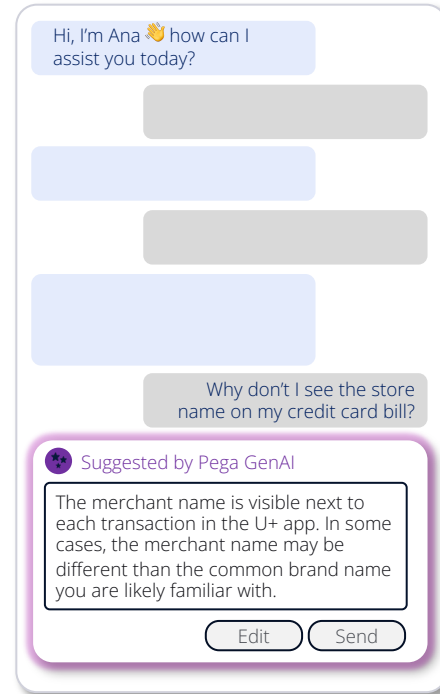 Hi, I'm Ana 👋 how can I
assist you today?
Why don't I see the store
name on my credit card bill?
Suggested by Pega GenAI
The merchant name is visible next to
each transaction in the U+ app. In some
cases, the merchant name may be
different than the common brand name
you are likely familiar with.
Edit
Send